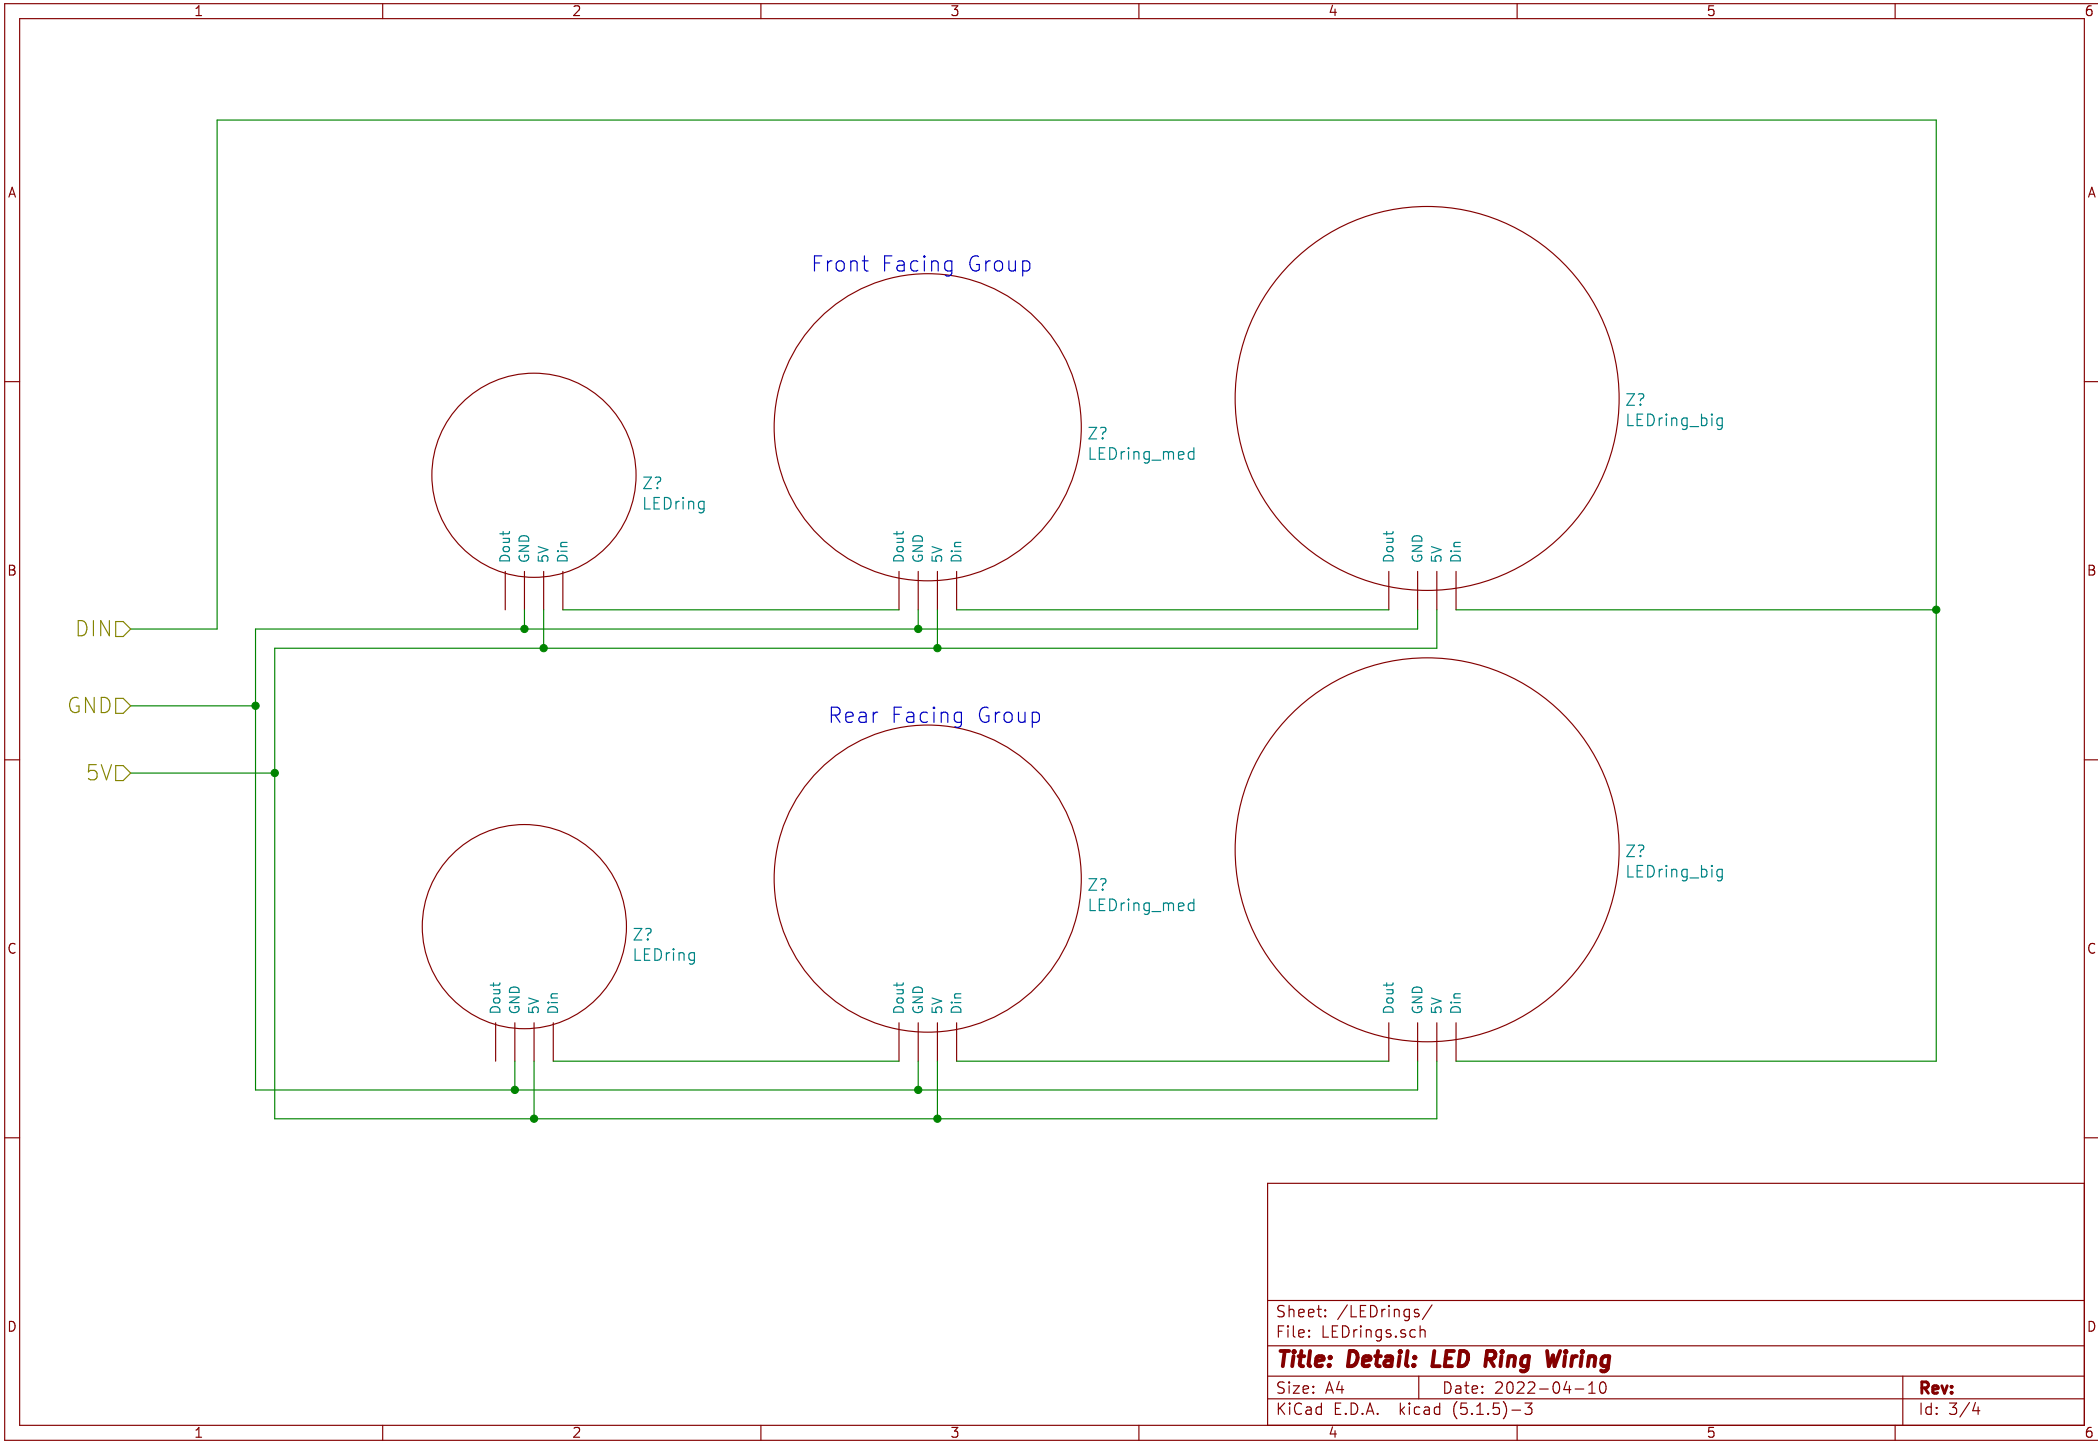 1 2 3 4 5 6
A A
Front Facing Group
Z?
LEDring_big
Z?
LEDring_med
Z?
LEDring
Dout GND 5V Din
Dout GND 5V Din
Dout GND 5V Din
B B
DIN
GND
Rear Facing Group
5V
Z?
LEDring_big
Z?
LEDring_med
Z?
LEDring
C C
Dout GND 5V Din
Dout GND 5V Din
Dout GND 5V Din
D D
Sheet: /LEDrings/
File: LEDrings.sch
Title: Detail: LED Ring Wiring
Size: A4 Date: 2022-04-10 Rev:
KiCad E.D.A. kicad (5.1.5)-3 Id: 3/4
1 2 3 4 5 6